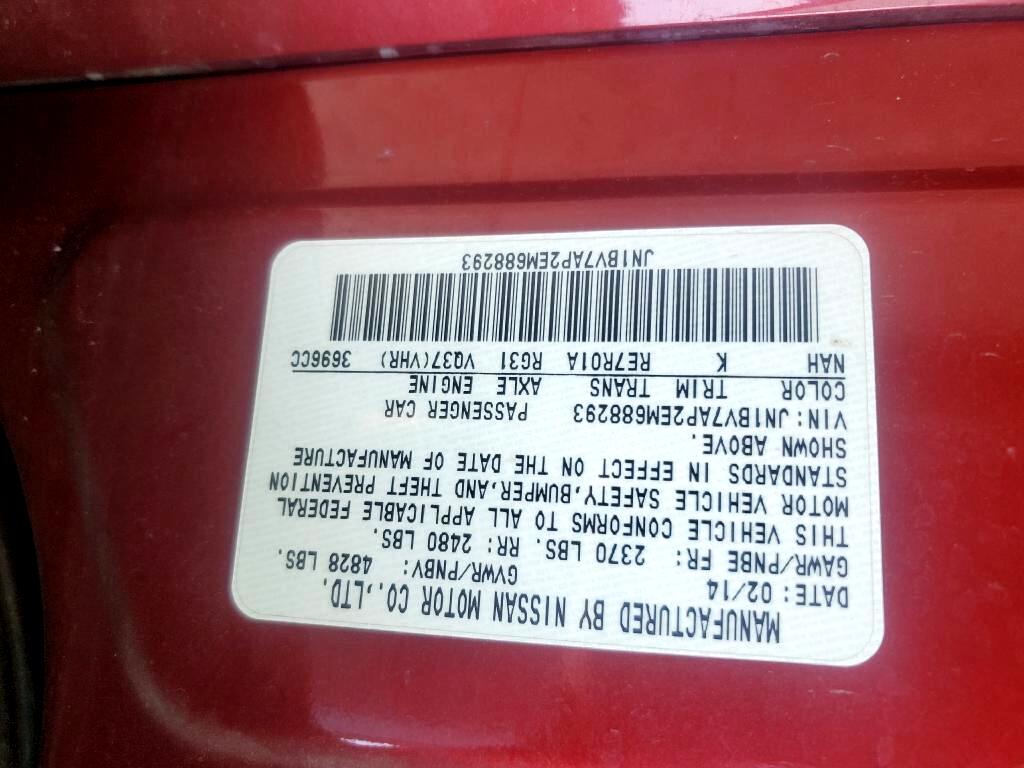 MANUFACTURED BY NISSAN MOTOR CO.,LTD.
DATE: 02/14 GVWR/PNBV: 4828 LBS.
GAWR/PNBE FR: 2370 LBS. RR: 2480 LBS.
THIS VEHICLE CONFORMS TO ALL APPLICABLE FEDERAL
MOTOR VEHICLE SAFETY,BUMPER,AND THEFT PREVENTION
STANDARDS IN EFFECT ON THE DATE OF MANUFACTURE
SHOWN ABOVE.
VIN: JN1BV7AP2EM688293 PASSENGER CAR
COLOR TRIM TRANS AXLE ENGINE
NAH K RE7R01A RG31 VQ37(VHR) 3696CC
JN1BV7AP2EM688293